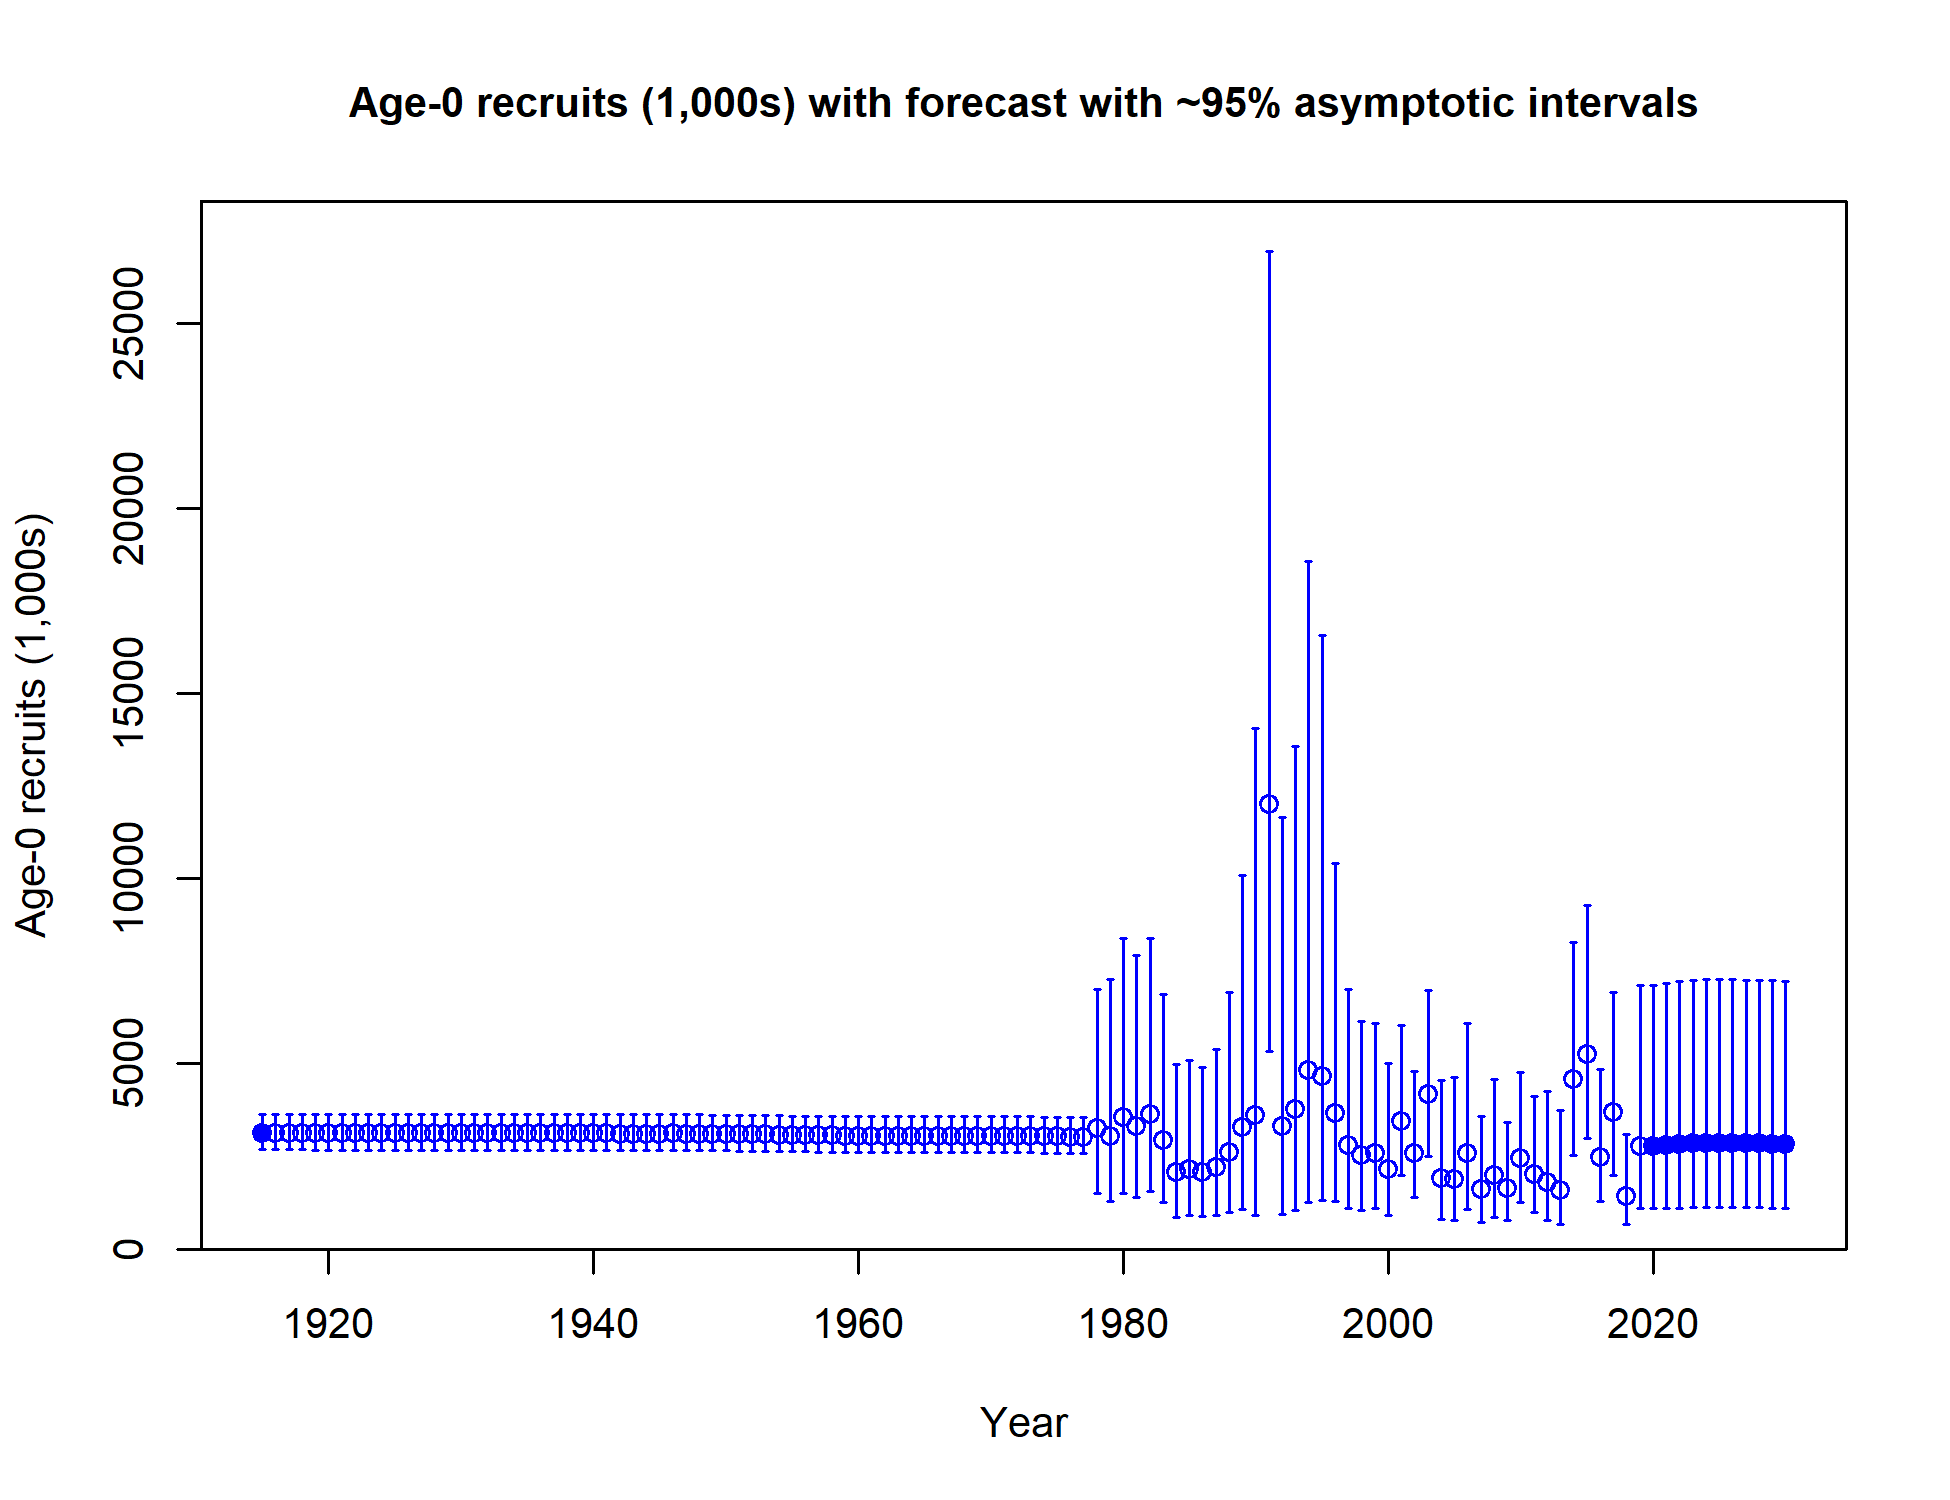 Age-0 recruits (1,000s) with forecast with ~95% asymptotic intervals
Age-0 recruits (1,000s)
25000
20000
15000
10000
5000
0
1920 1940 1960 1980 2000 2020
Year